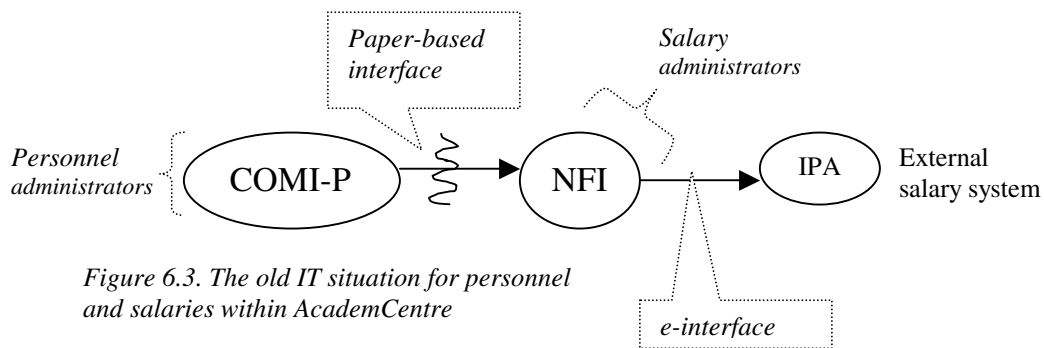 Paper-based
interface
Salary
administrators
Personnel
administrators
COMI-P
NFI
IPA
External
salary system
Figure 6.3. The old IT situation for personnel
and salaries within AcademCentre
e-interface